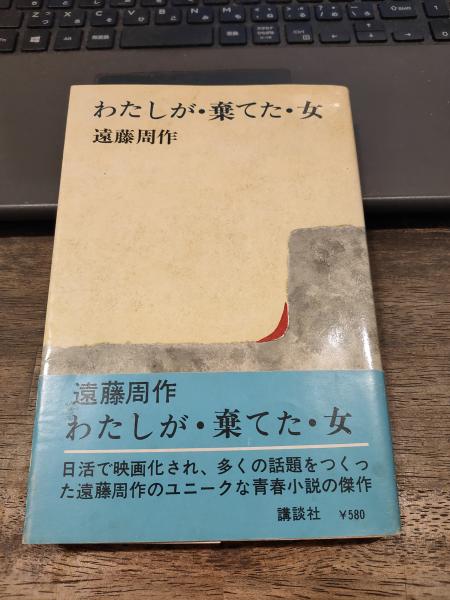 わたしが・棄てた・女
遠藤周作
遠藤周作
わたしが・棄てた・女
日活で映画化され、多くの話題をつくっ
た遠藤周作のユニークな青春小説の傑作
講談社 ¥580